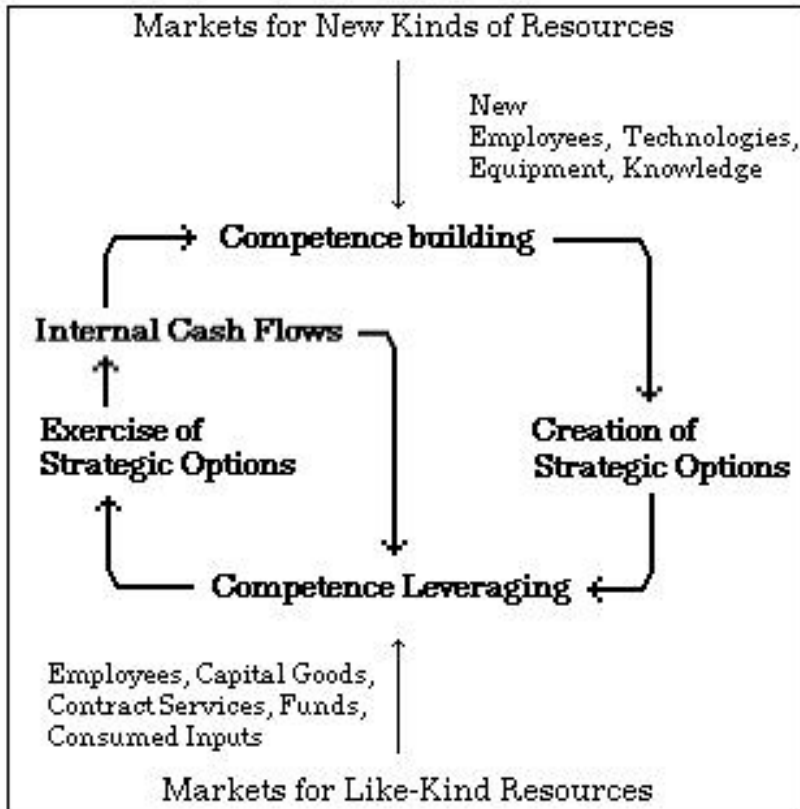 Markets for New Kinds of Resources
New
Employees, Technologies,
Equipment, Knowledge
Competence building
Internal Cash Flows
Exercise of
Strategic Options
Creation of
Strategic Options
Competence Leveraging
Employees, Capital Goods,
Contract Services, Funds,
Consumed Inputs
Markets for Like-Kind Resources